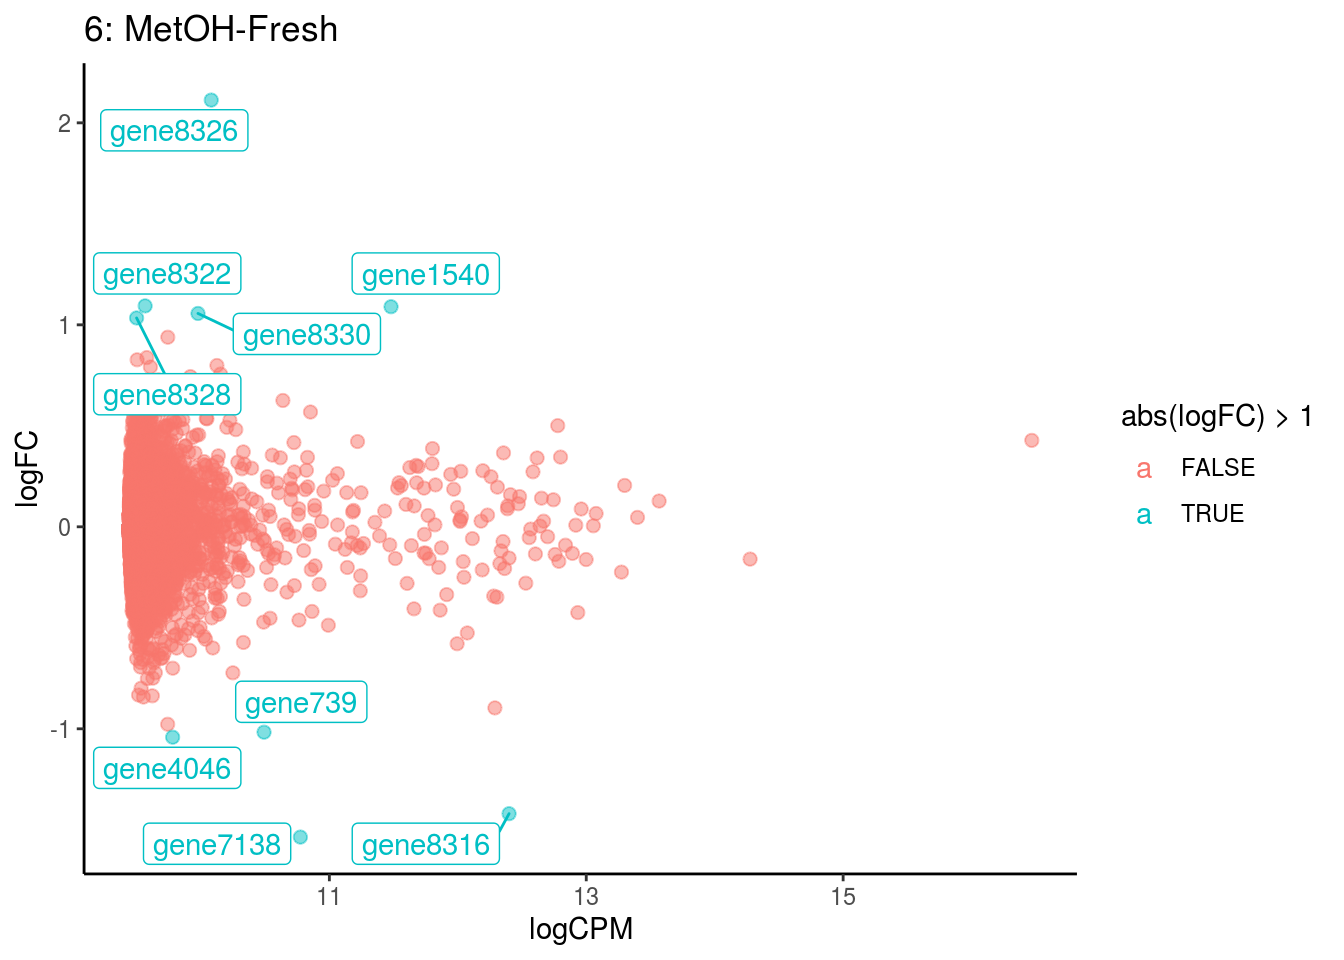 6: MetOH-Fresh
2
gene8326
gene8322
gene1540
1
gene8330
gene8328
logFC
abs(logFC) > 1
a FALSE
a TRUE
0
gene739
-1
gene4046
gene7138
gene8316
11
13
15
logCPM